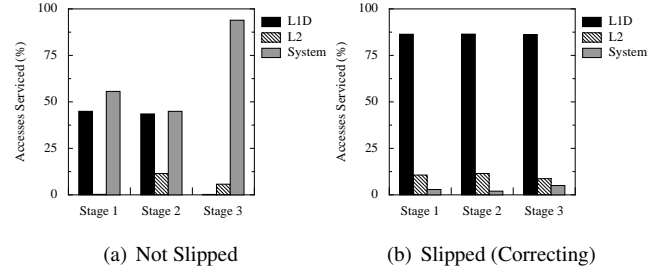 Accesses Serviced (%)
100
75
50
25
0
Stage 1 Stage 2 Stage 3
L1D
L2
System
(a) Not Slipped
Accesses Serviced (%)
100
75
50
25
0
Stage 1 Stage 2 Stage 3
L1D
L2
System
(b) Slipped (Correcting)